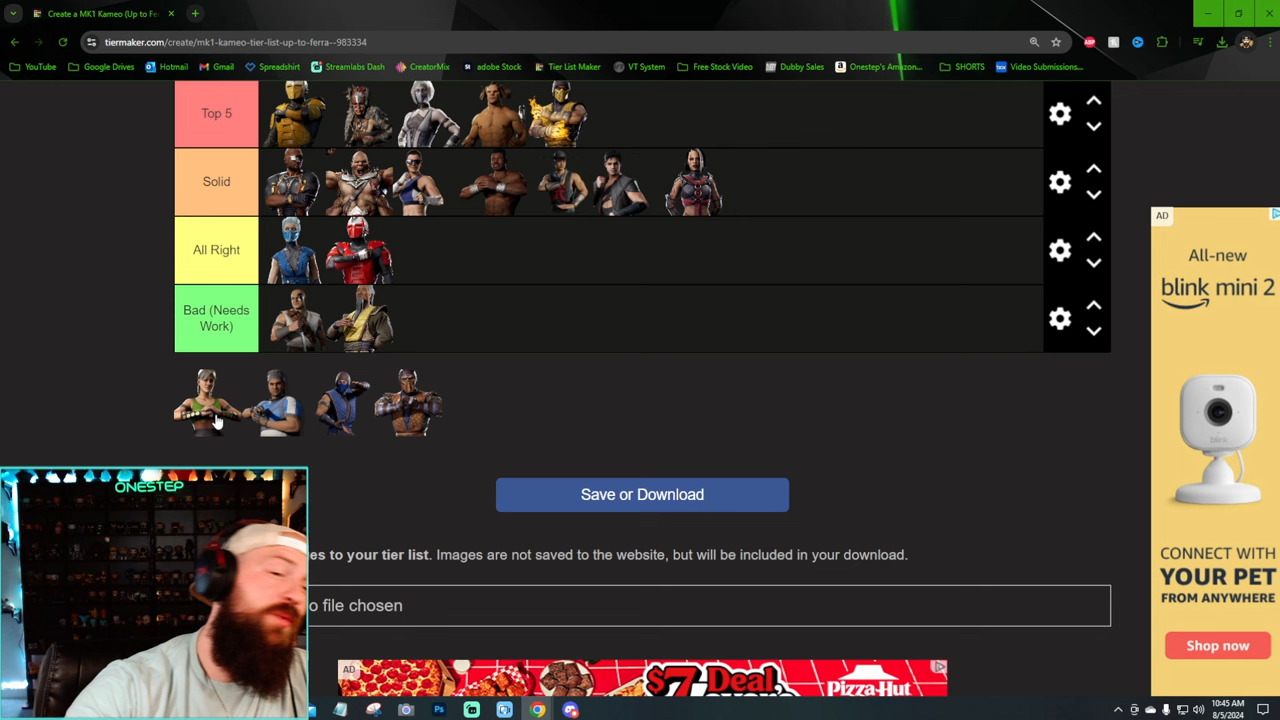 Create a MK1 Kameo (Up to Ferr
tiermaker.com/create/mk1-kameo-tier-list-up-to-ferra--983334
YouTube Google Drives Hotmail Gmail Spreadshirt Streamlabs Dash CreatorMix adobe Stock Tier List Maker VT System Free Stock Video Dubby Sales Onestep's Amazon... SHORTS Video Submissions...
Top 5
Solid
All Right
Bad (Needs
Work)
AD
All-new
blink mini 2
blink
CONNECT WITH
YOUR PET
FROM ANYWHERE
Shop now
Save or Download
ONESTEP
es to your tier list. Images are not saved to the website, but will be included in your download.
o file chosen
AD
$7 Deal
Pizza Hut
10:45 AM
8/5/2024